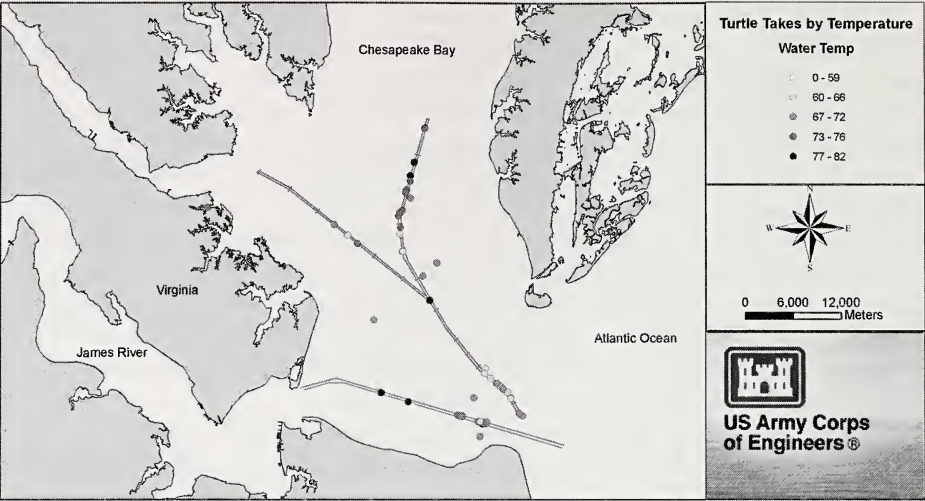 Chesapeake Bay
Virginia
James River
Atlantic Ocean
Turtle Takes by Temperature
Water Temp
0 - 59
60 - 66
67 - 72
73 - 76
77 - 82
N
W E
S
0 6,000 12,000
Meters
US Army Corps
of Engineers ®